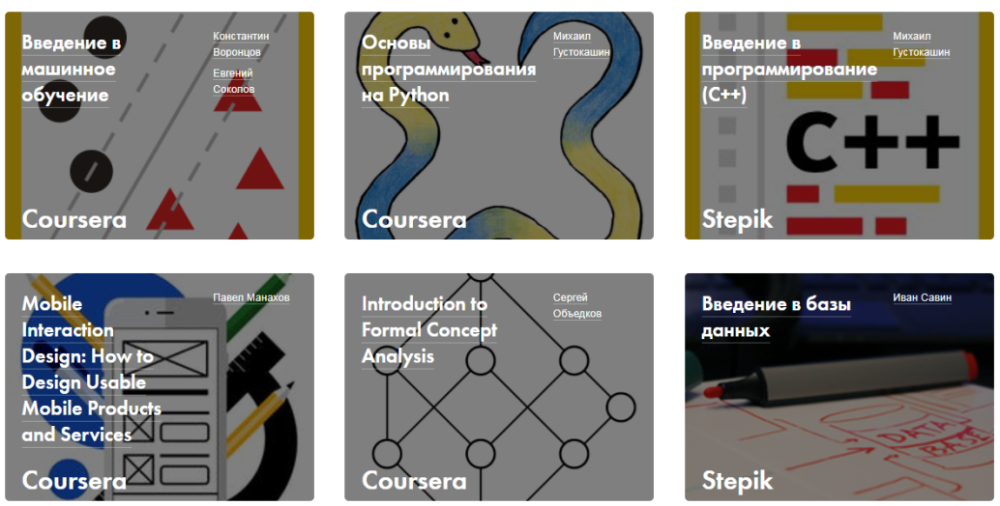 Введение в
машинное
обучение
Константин
Воронцов
Евгений
Соколов
Coursera
Основы
программирования
на Python
Михаил
Густокашин
Coursera
Введение в
программирование
(C++)
Михаил
Густокашин
C++
Stepik
Mobile
Interaction
Design: How to
Design Usable
Mobile Products
and Services
Павел Манахов
Coursera
Introduction to
Formal Concept
Analysis
Сергей
Объедков
Coursera
Введение в базы
данных
Иван Савин
DATA
BASE
Stepik